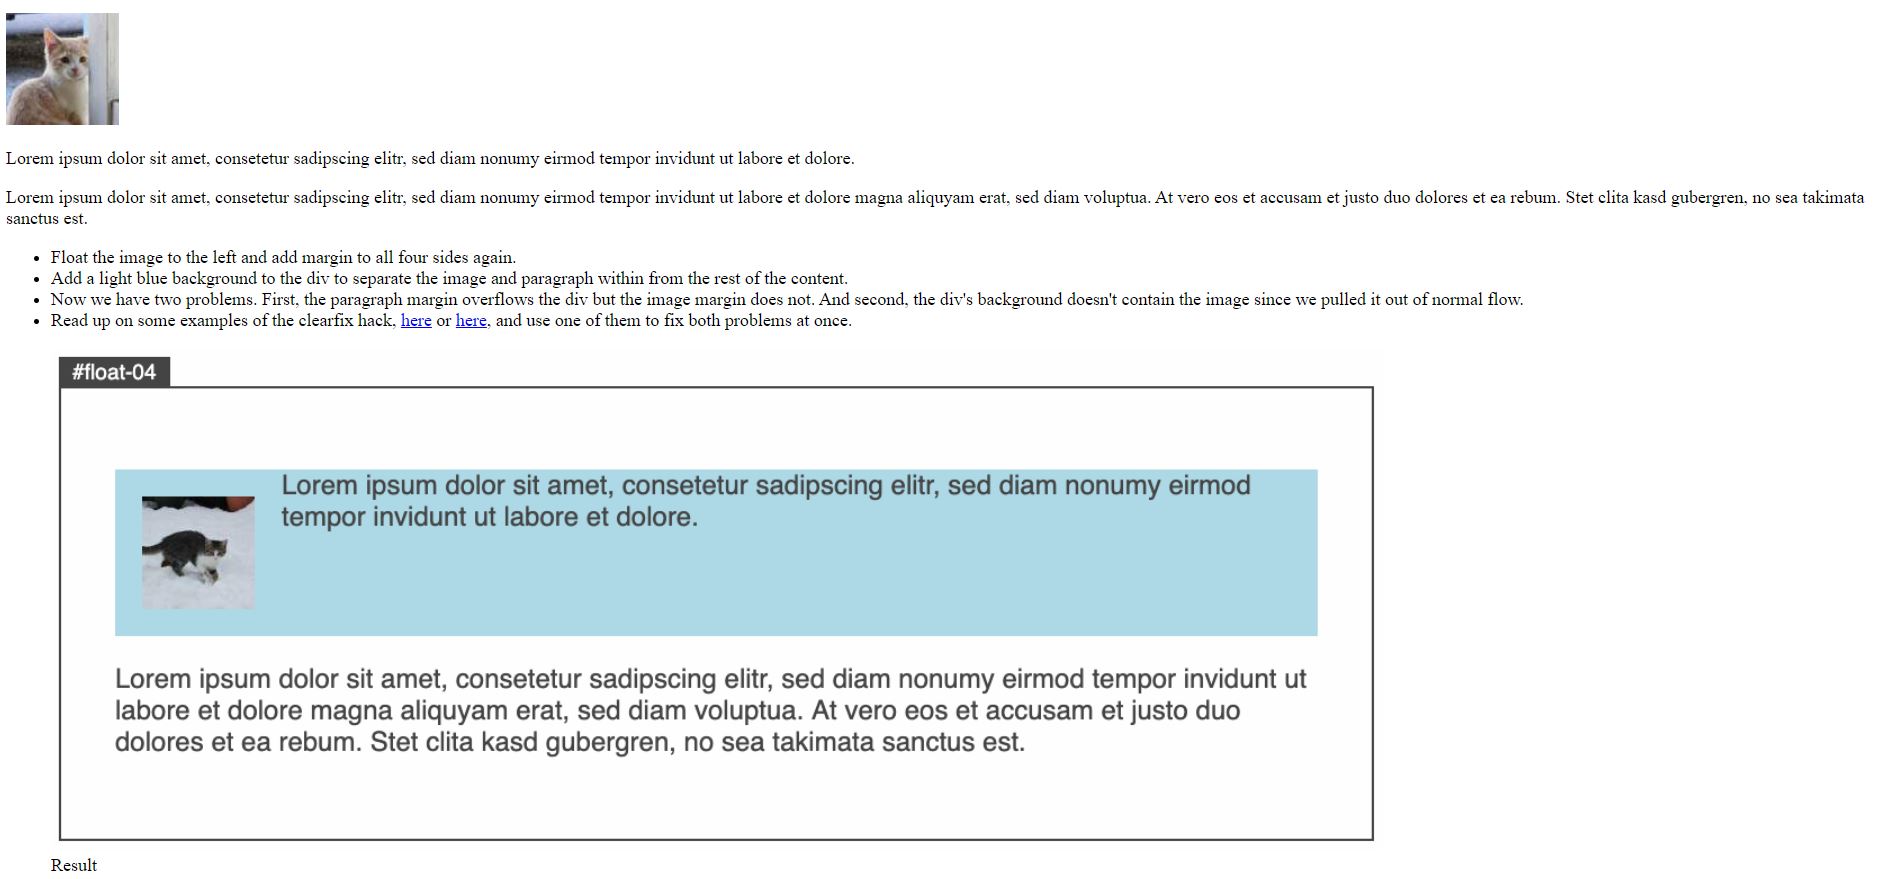 Lorem ipsum dolor sit amet, consetetur sadipscing elitr, sed diam nonumy eirmod tempor invidunt ut labore et dolore.
Lorem ipsum dolor sit amet, consetetur sadipscing elitr, sed diam nonumy eirmod tempor invidunt ut labore et dolore magna aliquyam erat, sed diam voluptua. At vero eos et accusam et justo duo dolores et ea rebum. Stet clita kasd gubergren, no sea takimata
sanctus est.
• Float the image to the left and add margin to all four sides again.
• Add a light blue background to the div to separate the image and paragraph within from the rest of the content.
• Now we have two problems. First, the paragraph margin overflows the div but the image margin does not. And second, the div's background doesn't contain the image since we pulled it out of normal flow.
• Read up on some examples of the clearfix hack, here or here, and use one of them to fix both problems at once.
#float-04
Lorem ipsum dolor sit amet, consetetur sadipscing elitr, sed diam nonumy eirmod
tempor invidunt ut labore et dolore.
Lorem ipsum dolor sit amet, consetetur sadipscing elitr, sed diam nonumy eirmod tempor invidunt ut
labore et dolore magna aliquyam erat, sed diam voluptua. At vero eos et accusam et justo duo
dolores et ea rebum. Stet clita kasd gubergren, no sea takimata sanctus est.
Result